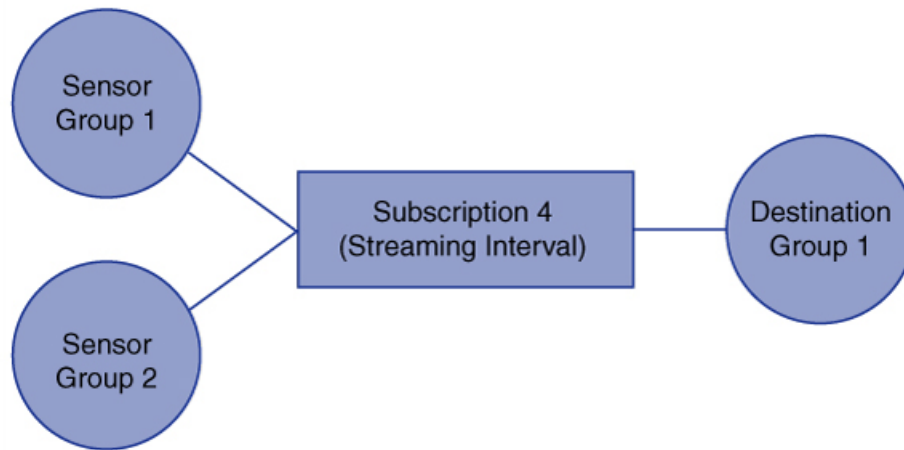 Sensor
Group 1
Subscription 4
(Streaming Interval)
Destination
Group 1
Sensor
Group 2